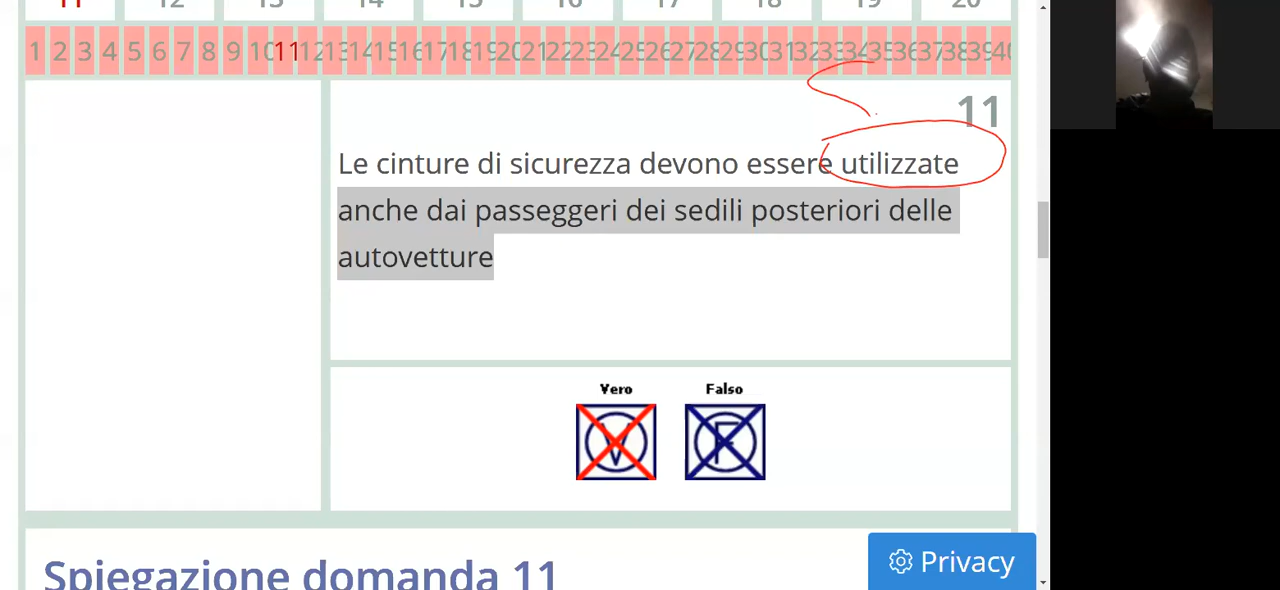 11 12 13 14 15 16 17 18 19 20
1 2 3 4 5 6 7 8 9 10 11 12 13 14 15 16 17 18 19 20 21 22 23 24 25 26 27 28 29 30 31 32 33 34 35 36 37 38 39 40
11
Le cinture di sicurezza devono essere utilizzate
anche dai passeggeri dei sedili posteriori delle
autovetture
Vero Falso
V F
Spiegazione domanda 11
Privacy